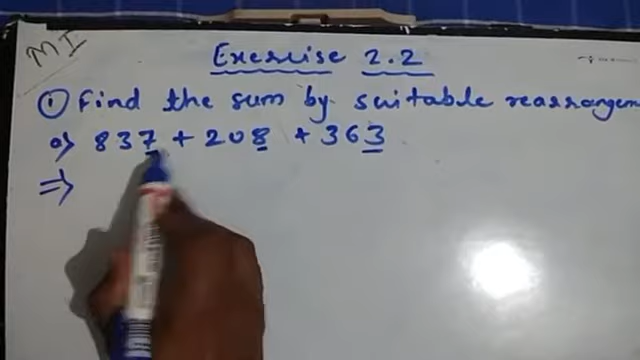 MI
Exercise 2.2
① Find the sum by suitable rearrangem
a) 837 + 208 + 363
⇒